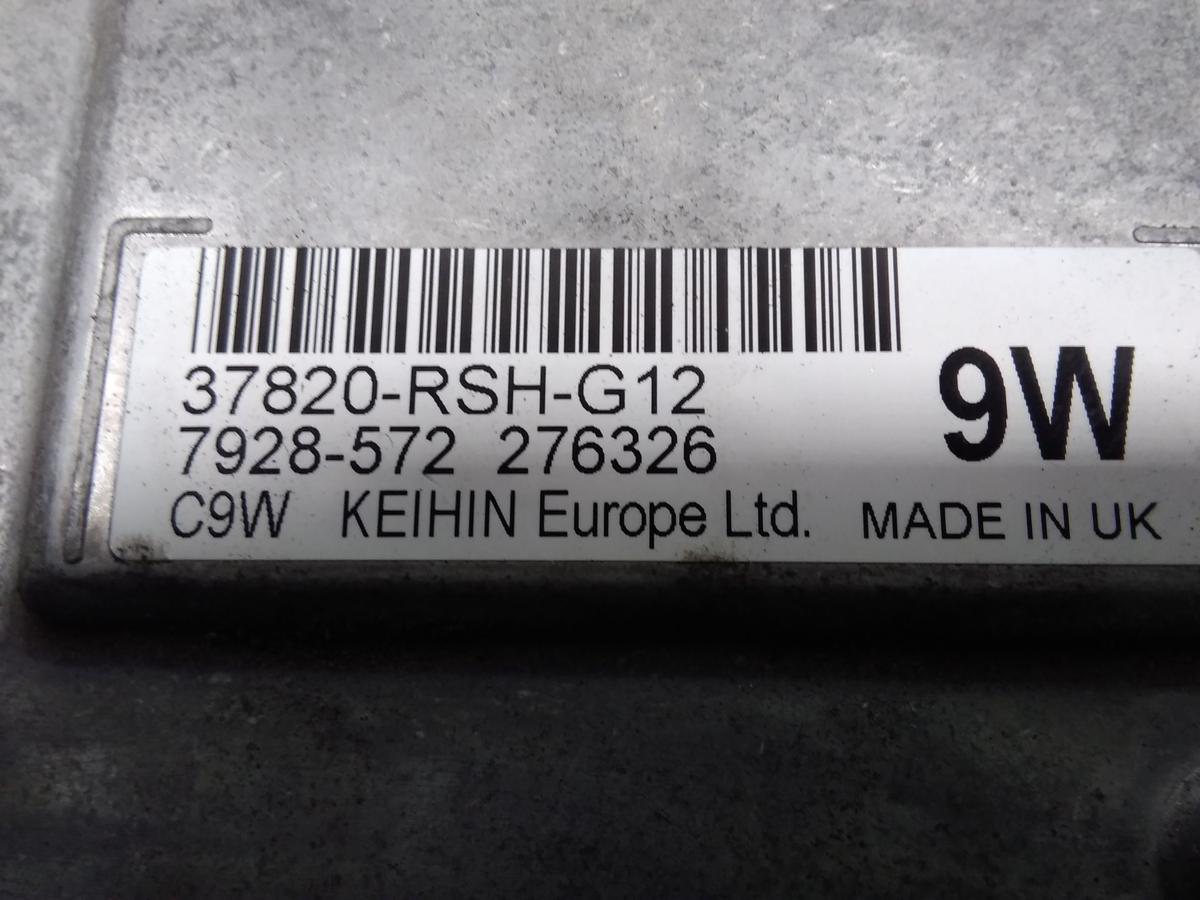 37820-RSH-G12
7928-572 276326
9W
C9W KEIHIN Europe Ltd. MADE IN UK